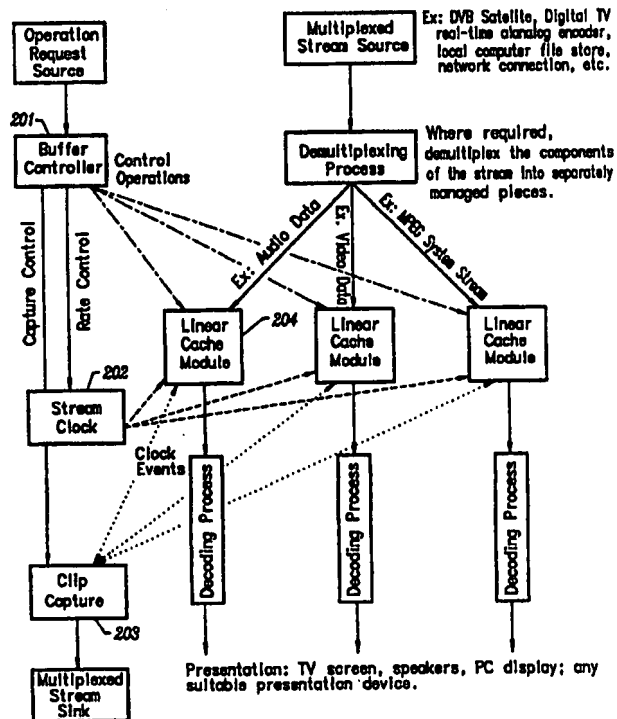 Operation
Request
Source
Multiplexed
Stream Source
Ex: DVB Satelite, Digital TV
real-time alanalog encoder,
local computer file store,
network connection, etc.
201
Buffer
Controller
Control
Operations
Demultiplexing
Process
Where required,
demultiplex the components
of the stream into separately
managed pieces.
Capture Control
Rate Control
Ex: Audio Data
Ex. Video Data
Ex: MPEG System Stream
Linear
Cache
Module
204
Linear
Cache
Module
Linear
Cache
Module
202
Stream
Clock
Clock
Events
Decoding Process
Decoding Process
Decoding Process
Clip
Capture
203
Multiplexed
Stream
Sink
Presentation: TV screen, speakers, PC display; any
suitable presentation device.